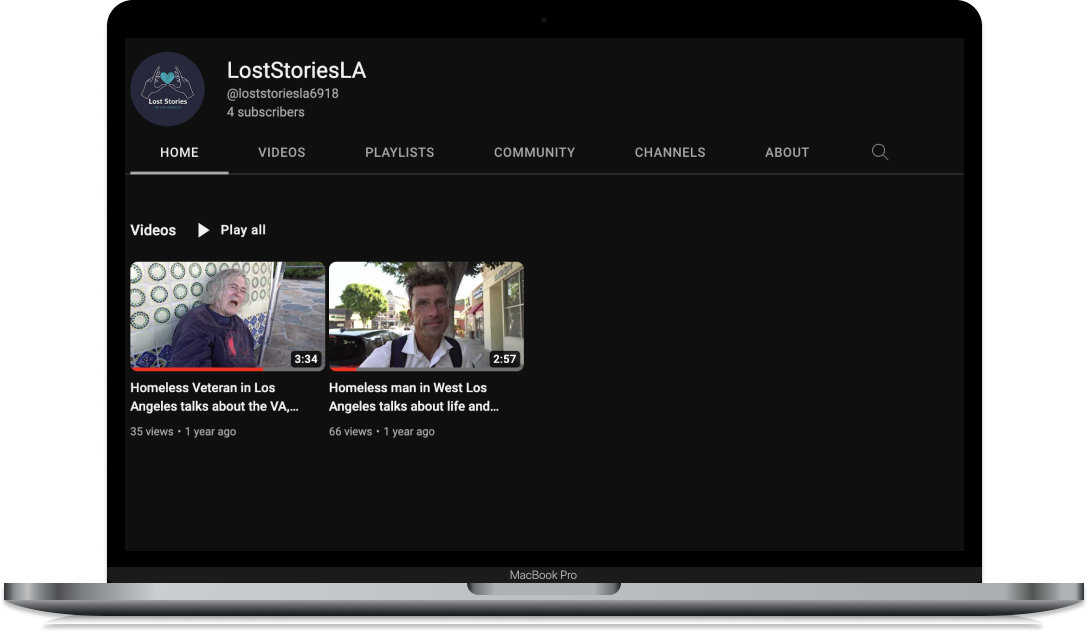 LostStoriesLA
@loststoriesla6918
4 subscribers
Lost Stories
HOME VIDEOS PLAYLISTS COMMUNITY CHANNELS ABOUT
Videos Play all
3:34
2:57
Homeless Veteran in Los
Angeles talks about the VA,...
35 views • 1 year ago
Homeless man in West Los
Angeles talks about life and...
66 views • 1 year ago
MacBook Pro